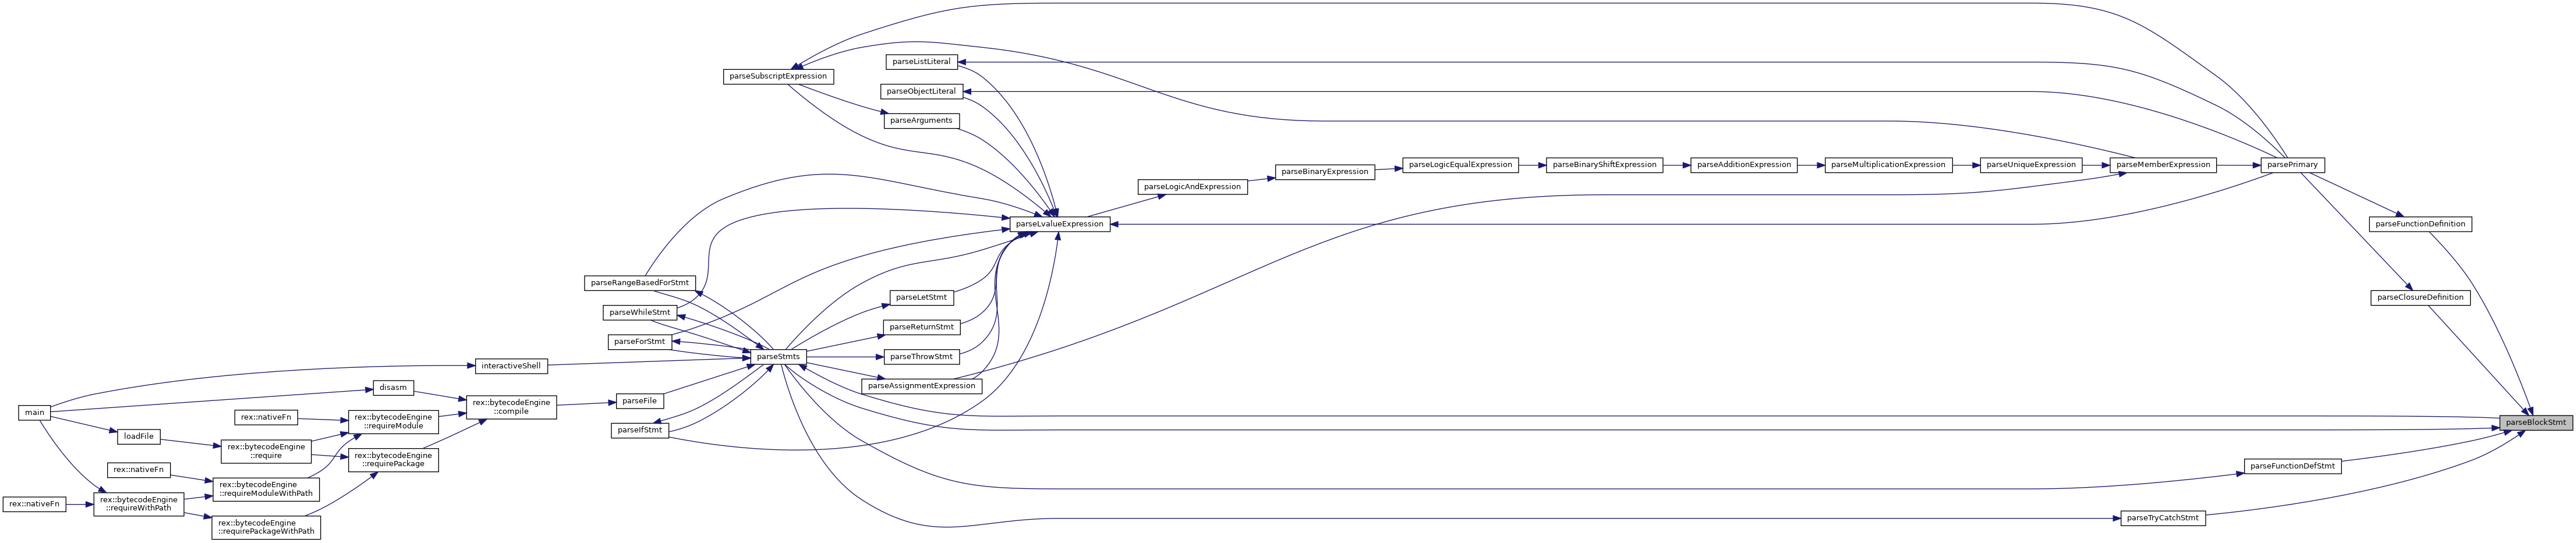 parseSubscriptExpression
parseListLiteral
parseObjectLiteral
parseArguments
parseLogicAndExpression
parseBinaryExpression
parseLogicEqualExpression
parseBinaryShiftExpression
parseAdditionExpression
parseMultiplicationExpression
parseUniqueExpression
parseMemberExpression
parsePrimary
parseLvalueExpression
parseFunctionDefinition
parseRangeBasedForStmt
parseWhileStmt
parseForStmt
parseLetStmt
parseReturnStmt
parseThrowStmt
parseAssignmentExpression
parseClosureDefinition
parseStmts
interactiveShell
disasm
main
rex::nativeFn
loadFile
rex::bytecodeEngine
::requireModule
rex::bytecodeEngine
::compile
parseFile
parseIfStmt
parseBlockStmt
rex::bytecodeEngine
::require
rex::bytecodeEngine
::requirePackage
rex::nativeFn
parseFunctionDefStmt
rex::nativeFn
rex::bytecodeEngine
::requireWithPath
rex::bytecodeEngine
::requireModuleWithPath
rex::bytecodeEngine
::requirePackageWithPath
parseTryCatchStmt